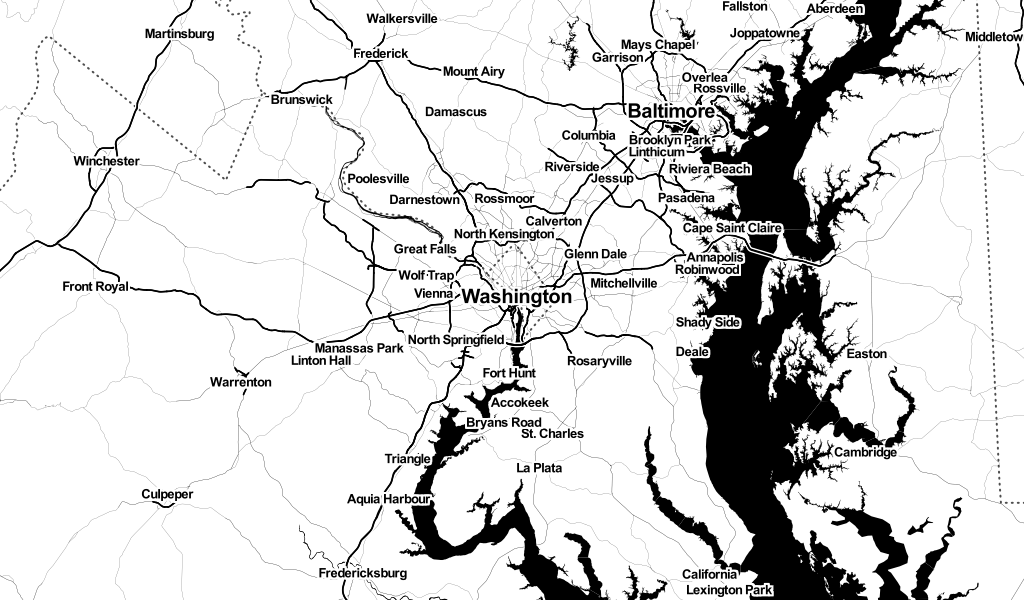 Fallston
Aberdeen
Walkersville
Martinsburg
Joppatowne
Middletow
Mays Chapel
Frederick
Garrison
Mount Airy
Overlea
Rossville
Brunswick
Damascus
Baltimore
Columbia
Brooklyn Park
Linthicum
Winchester
Riverside
Riviera Beach
Jessup
Poolesville
Darnestown
Rossmoor
Pasadena
Calverton
Cape Saint Claire
North Kensington
Great Falls
Glenn Dale
Annapolis
Robinwood
Wolf Trap
Mitchellville
Front Royal
Vienna
Washington
Shady Side
North Springfield
Manassas Park
Deale
Easton
Linton Hall
Rosaryville
Fort Hunt
Warrenton
Accokeek
Bryans Road
St. Charles
Cambridge
Triangle
La Plata
Culpeper
Aquia Harbour
Fredericksburg
California
Lexington Park